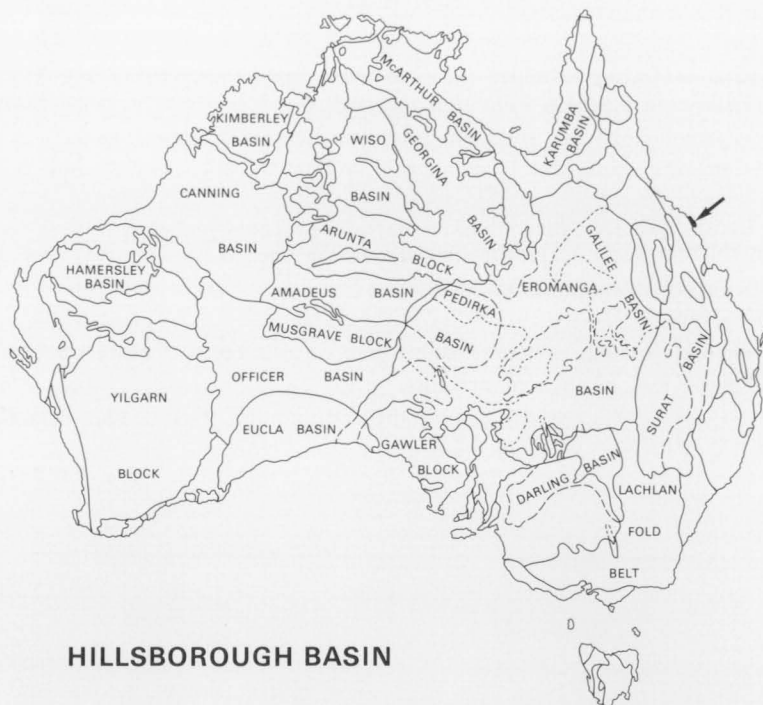 McARTHUR BASIN
KARUMBA
BASIN
KIMBERLEY
BASIN
WISO
BASIN
GEORGINA
BASIN
CANNING
BASIN
GALILEE
BASIN
ARUNTA
BLOCK
HAMERSLEY
BASIN
AMADEUS BASIN
PEDIRKA
BASIN
EROMANGA
BASIN
MUSGRAVE BLOCK
OFFICER
BASIN
YILGARN
BLOCK
SURAT
BASIN
EUCLA BASIN
GAWLER
BLOCK
DARLING
BASIN
LACHLAN
FOLD
BELT
HILLSBOROUGH BASIN